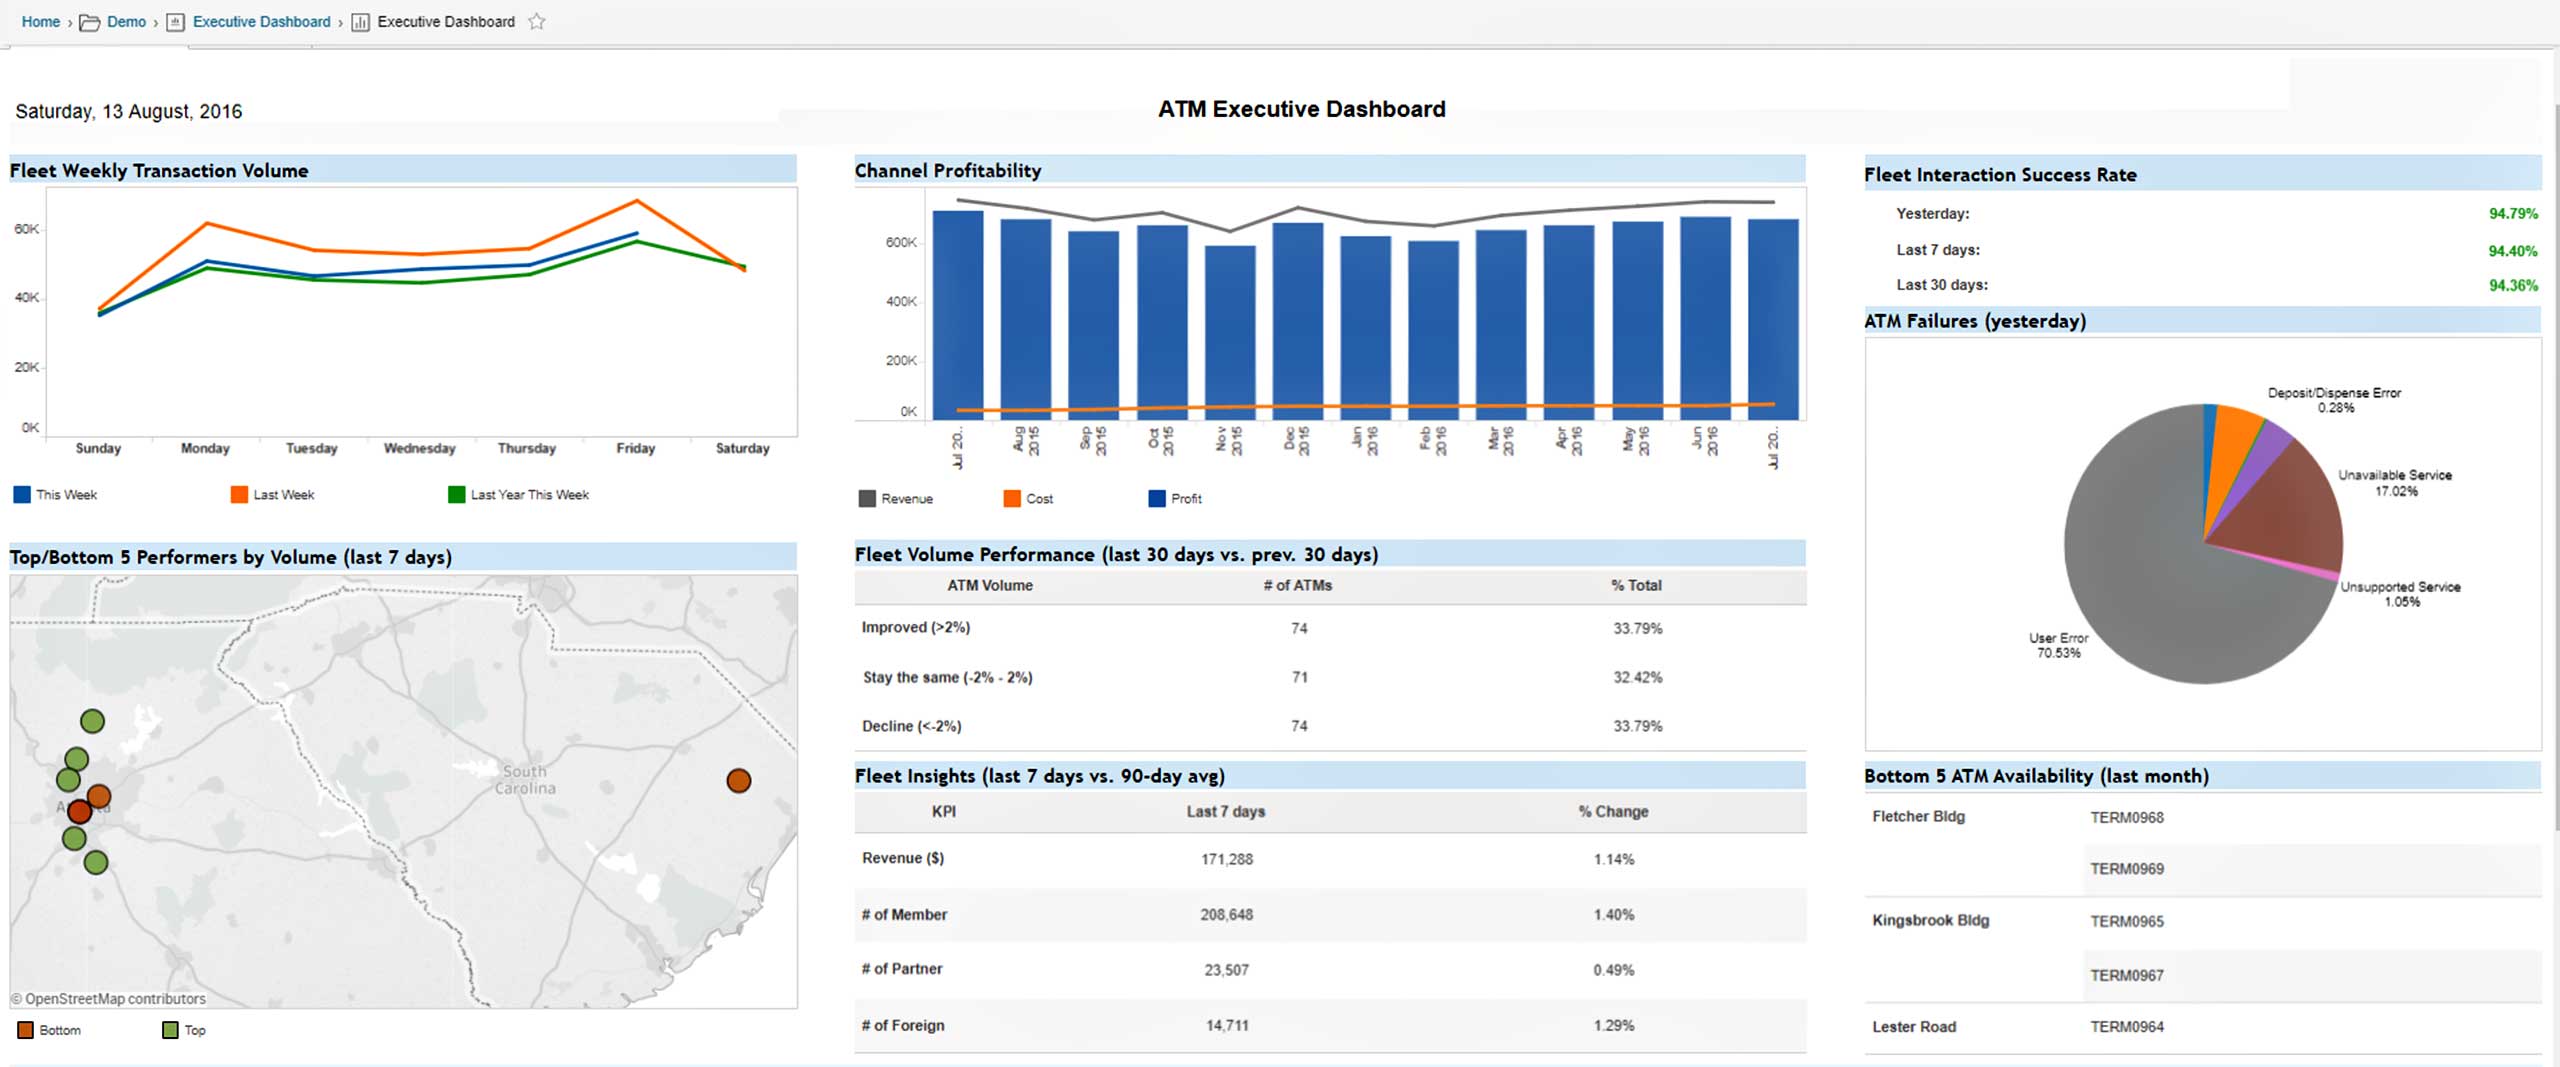 Home › Demo › Executive Dashboard › Executive Dashboard
Saturday, 13 August, 2016
ATM Executive Dashboard
Fleet Weekly Transaction Volume
60K
40K
20K
0K
Sunday Monday Tuesday Wednesday Thursday Friday Saturday
This Week Last Week Last Year This Week
Top/Bottom 5 Performers by Volume (last 7 days)
South
Carolina
© OpenStreetMap contributors
Bottom Top
Channel Profitability
600K
400K
200K
0K
Jul 20..
Aug 2015
Sep 2015
Oct 2015
Nov 2015
Dec 2015
Jan 2016
Feb 2016
Mar 2016
Apr 2016
May 2016
Jun 2016
Jul 20..
Revenue Cost Profit
Fleet Volume Performance (last 30 days vs. prev. 30 days)
ATM Volume # of ATMs % Total
Improved (>2%) 74 33.79%
Stay the same (-2% - 2%) 71 32.42%
Decline (<-2%) 74 33.79%
Fleet Insights (last 7 days vs. 90-day avg)
KPI Last 7 days % Change
Revenue ($) 171,288 1.14%
# of Member 208,648 1.40%
# of Partner 23,507 0.49%
# of Foreign 14,711 1.29%
Fleet Interaction Success Rate
Yesterday: 94.79%
Last 7 days: 94.40%
Last 30 days: 94.36%
ATM Failures (yesterday)
Deposit/Dispense Error
0.28%
Unavailable Service
17.02%
Unsupported Service
1.05%
User Error
70.53%
Bottom 5 ATM Availability (last month)
Fletcher Bldg TERM0968
TERM0969
Kingsbrook Bldg TERM0965
TERM0967
Lester Road TERM0964